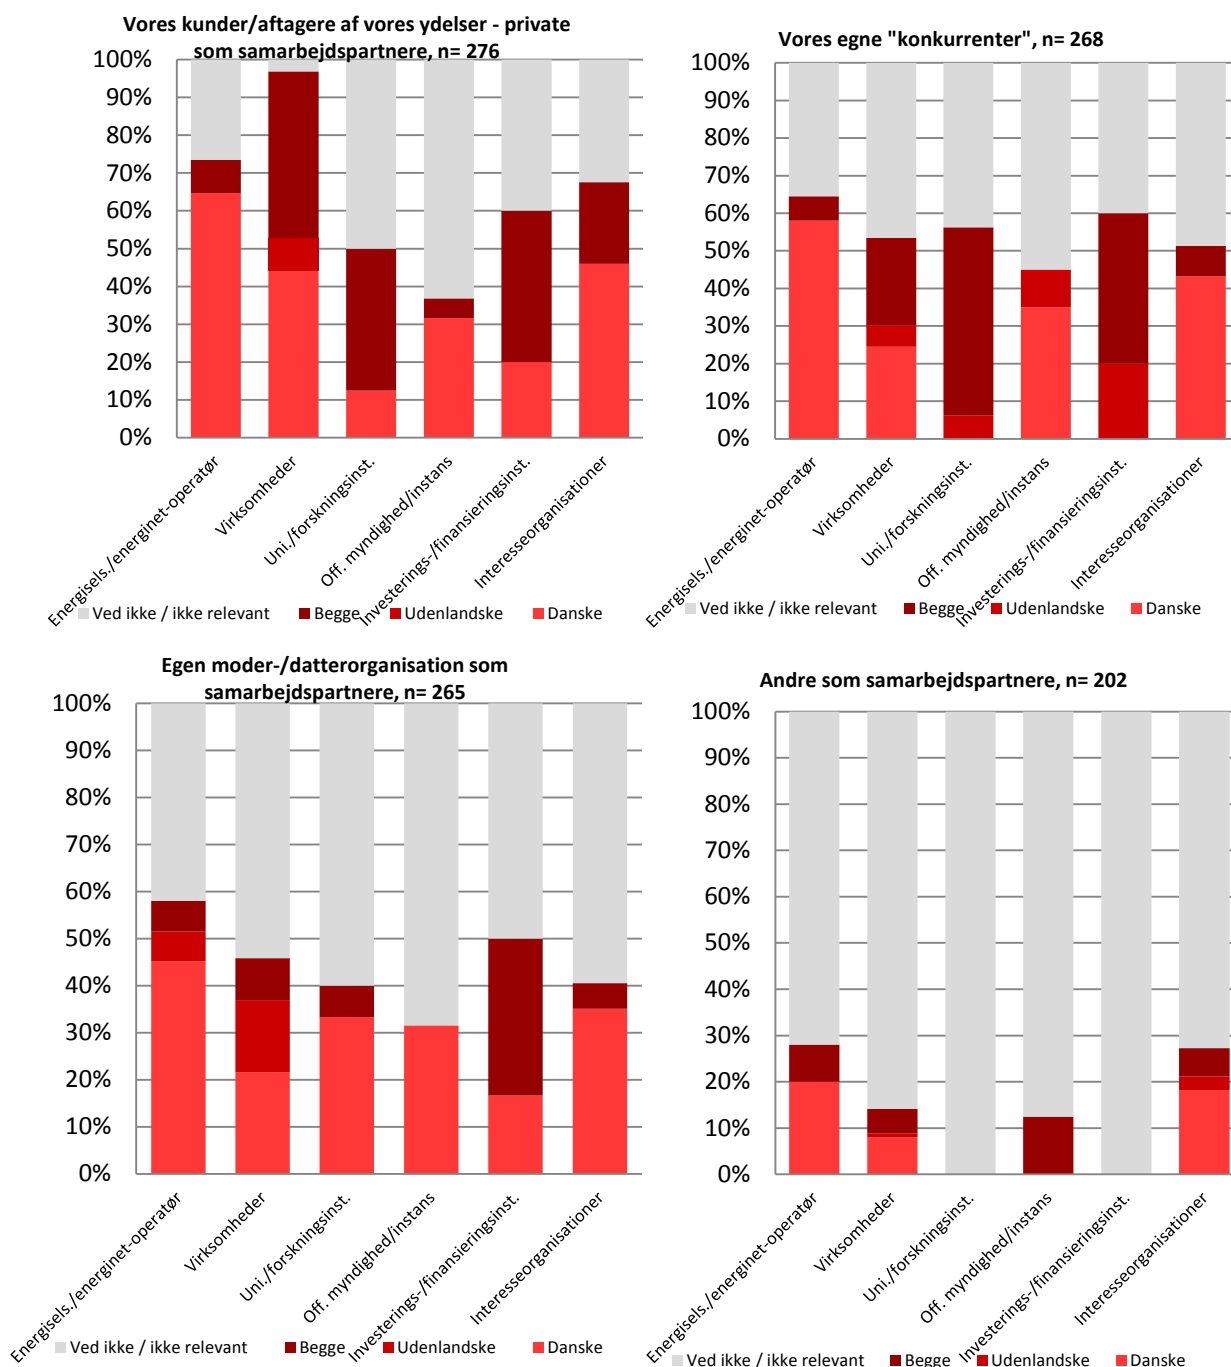 Vores kunder/aftagere af vores ydelser - private
som samarbejdspartnere, n= 276
100%
90%
80%
70%
60%
50%
40%
30%
20%
10%
0%
Energisels./energinet-operatør
Virksomheder
Uni./forskningsinst.
Off. myndighed/instans
Investerings-/finansieringsinst.
Interesseorganisationer
Ved ikke / ikke relevant Begge Udenlandske Danske
Vores egne "konkurrenter", n= 268
100%
90%
80%
70%
60%
50%
40%
30%
20%
10%
0%
Energisels./energinet-operatør
Virksomheder
Uni./forskningsinst.
Off. myndighed/instans
Investerings-/finansieringsinst.
Interesseorganisationer
Ved ikke / ikke relevant Begge Udenlandske Danske
Egen moder-/datterorganisation som
samarbejdspartnere, n= 265
100%
90%
80%
70%
60%
50%
40%
30%
20%
10%
0%
Energisels./energinet-operatør
Virksomheder
Uni./forskningsinst.
Off. myndighed/instans
Investerings-/finansieringsinst.
Interesseorganisationer
Ved ikke / ikke relevant Begge Udenlandske Danske
Andre som samarbejdspartnere, n= 202
100%
90%
80%
70%
60%
50%
40%
30%
20%
10%
0%
Energisels./energinet-operatør
Virksomheder
Uni./forskningsinst.
Off. myndighed/instans
Investerings-/finansieringsinst.
Interesseorganisationer
Ved ikke / ikke relevant Begge Udenlandske Danske